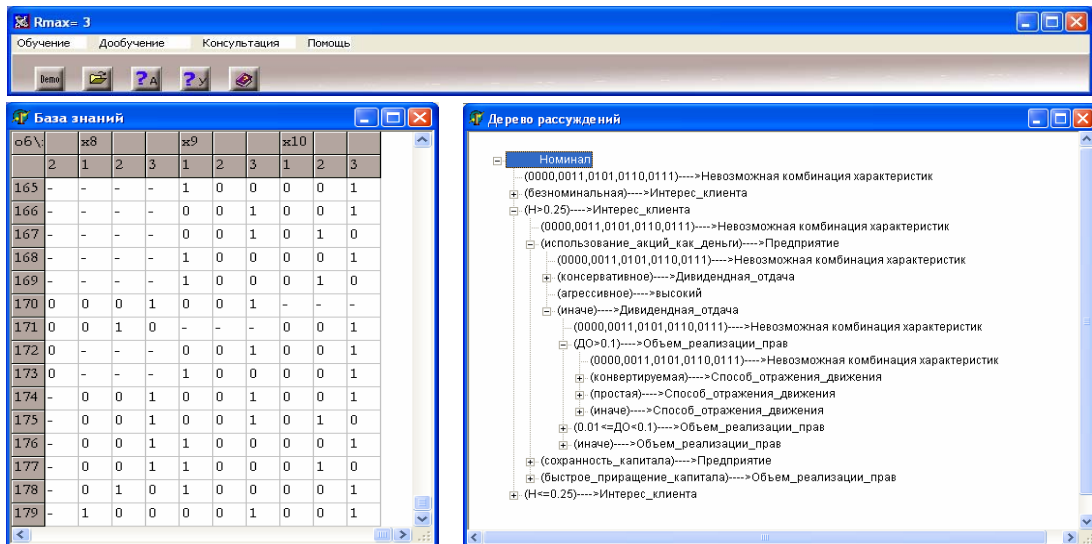 Rmax= 3
Обучение Дообучение Консультация Помощь
Demo ?А ?У ?
База знаний
об\: x8 x9 x10
2 1 2 3 1 2 3 1 2 3
165 - - - - 1 0 0 0 0 1
166 - - - - 0 0 1 0 0 1
167 - - - - 0 0 1 0 1 0
168 - - - - 1 0 0 0 0 1
169 - - - - 1 0 0 0 1 0
170 0 0 0 1 0 0 1 - - -
171 0 0 1 0 - - - 0 0 1
172 0 - - - 0 0 1 0 0 1
173 0 - - - 1 0 0 0 0 1
174 - 0 0 1 0 0 1 0 0 1
175 - 0 0 1 0 0 1 0 1 0
176 - 0 0 1 1 0 0 0 0 1
177 - 0 0 1 1 0 0 0 1 0
178 - 0 1 0 1 0 0 0 0 1
179 - 1 0 0 0 0 1 0 0 1
Дерево рассуждений
Номинал
(0000,0011,0101,0110,0111)---->Невозможная комбинация характеристик
(безноминальная)---->Интерес_клиента
(Н>0.25)---->Интерес_клиента
(0000,0011,0101,0110,0111)---->Невозможная комбинация характеристик
(использование_акций_как_деньги)---->Предприятие
(0000,0011,0101,0110,0111)---->Невозможная комбинация характеристик
(консервативное)---->Дивидендная_отдача
(агрессивное)---->высокий
(иначе)---->Дивидендная_отдача
(0000,0011,0101,0110,0111)---->Невозможная комбинация характеристик
(ДО>0.1)---->Объем_реализации_прав
(0000,0011,0101,0110,0111)---->Невозможная комбинация характеристик
(конвертируемая)---->Способ_отражения_движения
(простая)---->Способ_отражения_движения
(иначе)---->Способ_отражения_движения
(0.01<=ДО<0.1)---->Объем_реализации_прав
(иначе)---->Объем_реализации_прав
(сохранность_капитала)---->Предприятие
(быстрое_приращение_капитала)---->Объем_реализации_прав
(Н<=0.25)---->Интерес_клиента